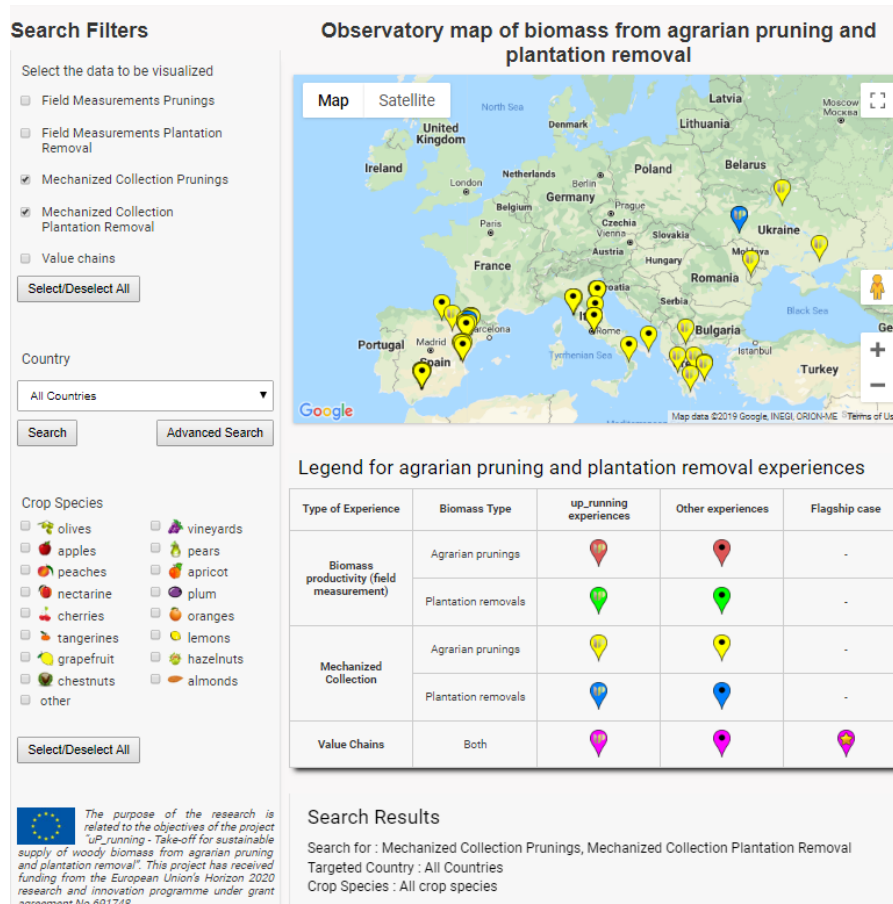 Search Filters
Select the data to be visualized
Field Measurements Prunings
Field Measurements Plantation
Removal
Mechanized Collection Prunings
Mechanized Collection
Plantation Removal
Value chains
Select/Deselect All
Country
All Countries
Search
Advanced Search
Crop Species
olives
vineyards
apples
pears
peaches
apricot
nectarine
plum
cherries
oranges
tangerines
lemons
grapefruit
hazelnuts
chestnuts
almonds
other
Select/Deselect All
The purpose of the research is
related to the objectives of the project
"uP_running - Take-off for sustainable
supply of woody biomass from agrarian pruning
and plantation removal". This project has received
funding from the European Union's Horizon 2020
research and innovation programme under grant
agreement No 691748
Observatory map of biomass from agrarian pruning and
plantation removal
Map
Satellite
North Sea
Latvia
Moscow
Москва
United
Kingdom
Denmark
Lithuania
Ireland
Belarus
London
Netherlands
Berlin
Poland
Germany
Belgium
Prague
Paris
Czechia
Ukraine
Vienna
Slovakia
Austria
Hungary
France
Romania
Serbia
Black Sea
Rome
Bulgaria
Portugal
Madrid
Spain
Tyrrhenian Sea
Istanbul
Turkey
Google
Map data ©2019 Google, INEGI, ORION-ME
Terms of Us
Legend for agrarian pruning and plantation removal experiences
Type of Experience
Biomass Type
up_running
experiences
Other experiences
Flagship case
Biomass
productivity (field
measurement)
Agrarian prunings
-
Plantation removals
-
Mechanized
Collection
Agrarian prunings
-
Plantation removals
-
Value Chains
Both
Search Results
Search for : Mechanized Collection Prunings, Mechanized Collection Plantation Removal
Targeted Country : All Countries
Crop Species : All crop species